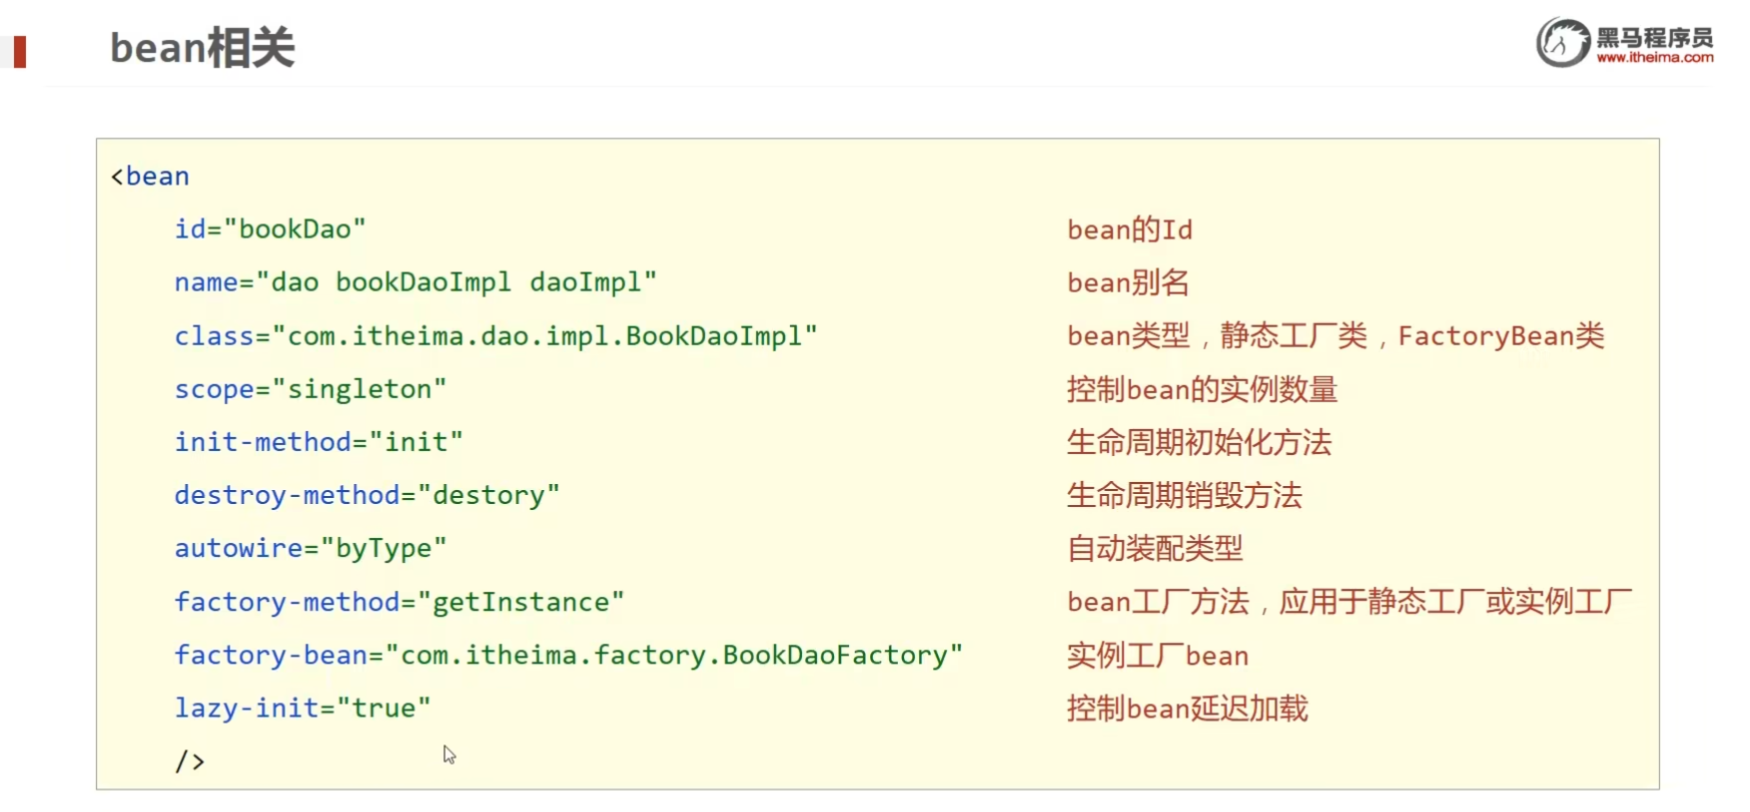 bean相关
黑马程序员
www.itheima.com
<bean
id="bookDao" bean的Id
name="dao bookDaoImpl daoImpl" bean别名
class="com.itheima.dao.impl.BookDaoImpl" bean类型，静态工厂类，FactoryBean类
scope="singleton" 控制bean的实例数量
init-method="init" 生命周期初始化方法
destroy-method="destory" 生命周期销毁方法
autowire="byType" 自动装配类型
factory-method="getInstance" bean工厂方法，应用于静态工厂或实例工厂
factory-bean="com.itheima.factory.BookDaoFactory" 实例工厂bean
lazy-init="true" 控制bean延迟加载
/>